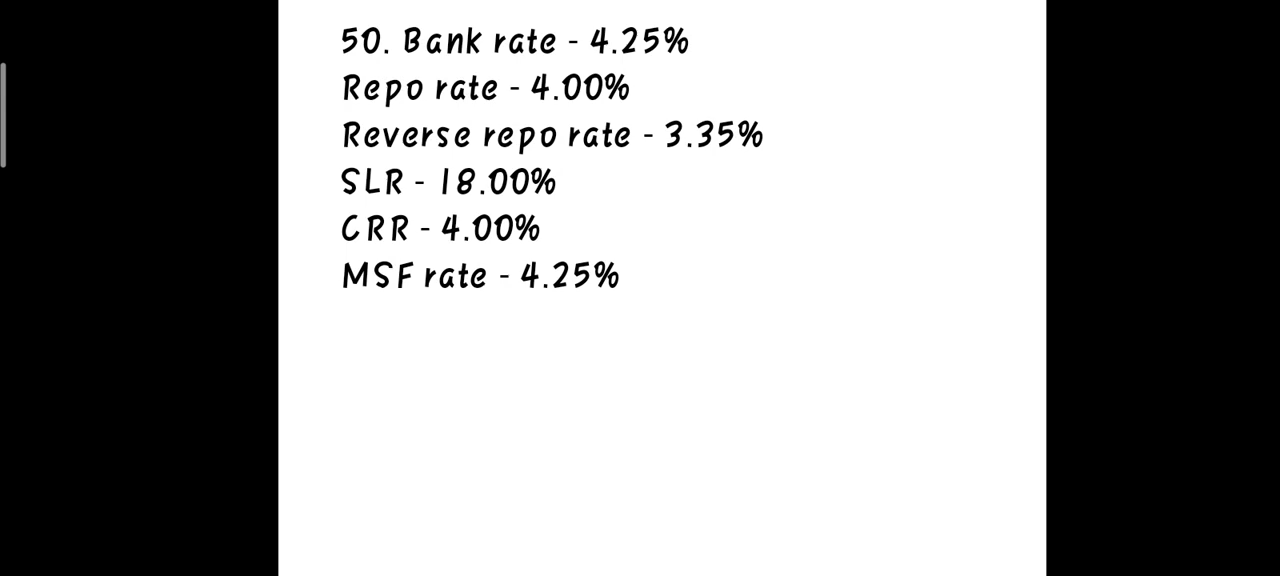 50. Bank rate - 4.25%
Repo rate - 4.00%
Reverse repo rate - 3.35%
SLR - 18.00%
CRR - 4.00%
MSF rate - 4.25%